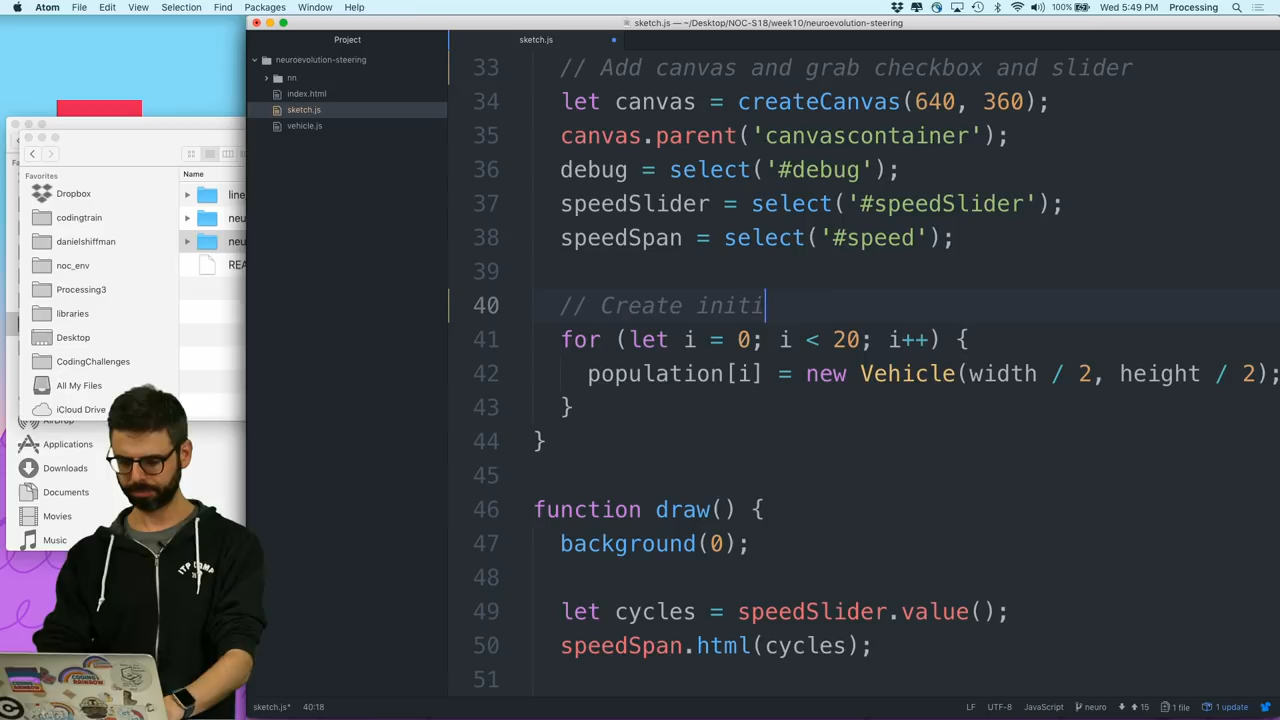 Atom File Edit View Selection Find Packages Window Help
100% Wed 5:49 PM Processing
sketch.js — ~/Desktop/NOC-S18/week10/neuroevolution-steering
Project
sketch.js
neuroevolution-steering
nn
index.html
sketch.js
vehicle.js
Favorites
Name
Dropbox
codingtrain
danielshiffman
noc_env
Processing3
libraries
Desktop
CodingChallenges
All My Files
iCloud Drive
Applications
Downloads
Documents
Movies
Music
line
neu
neu
REA
33 // Add canvas and grab checkbox and slider
34 let canvas = createCanvas(640, 360);
35 canvas.parent('canvascontainer');
36 debug = select('#debug');
37 speedSlider = select('#speedSlider');
38 speedSpan = select('#speed');
39
40 // Create initi
41 for (let i = 0; i < 20; i++) {
42 population[i] = new Vehicle(width / 2, height / 2);
43 }
44 }
45
46 function draw() {
47 background(0);
48
49 let cycles = speedSlider.value();
50 speedSpan.html(cycles);
51
sketch.js* 40:18
LF UTF-8 JavaScript neuro 15 1 file 1 update